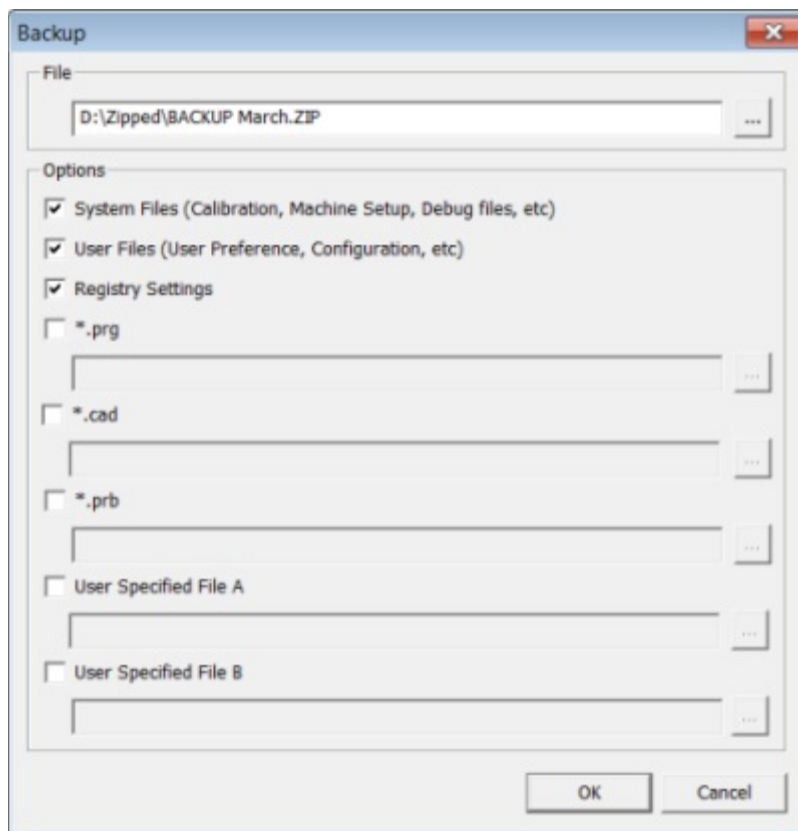 Backup
File
D:\Zipped\BACKUP March.ZIP
...
Options
System Files (Calibration, Machine Setup, Debug files, etc)
User Files (User Preference, Configuration, etc)
Registry Settings
*.prg
...
*.cad
...
*.prb
...
User Specified File A
...
User Specified File B
...
OK Cancel